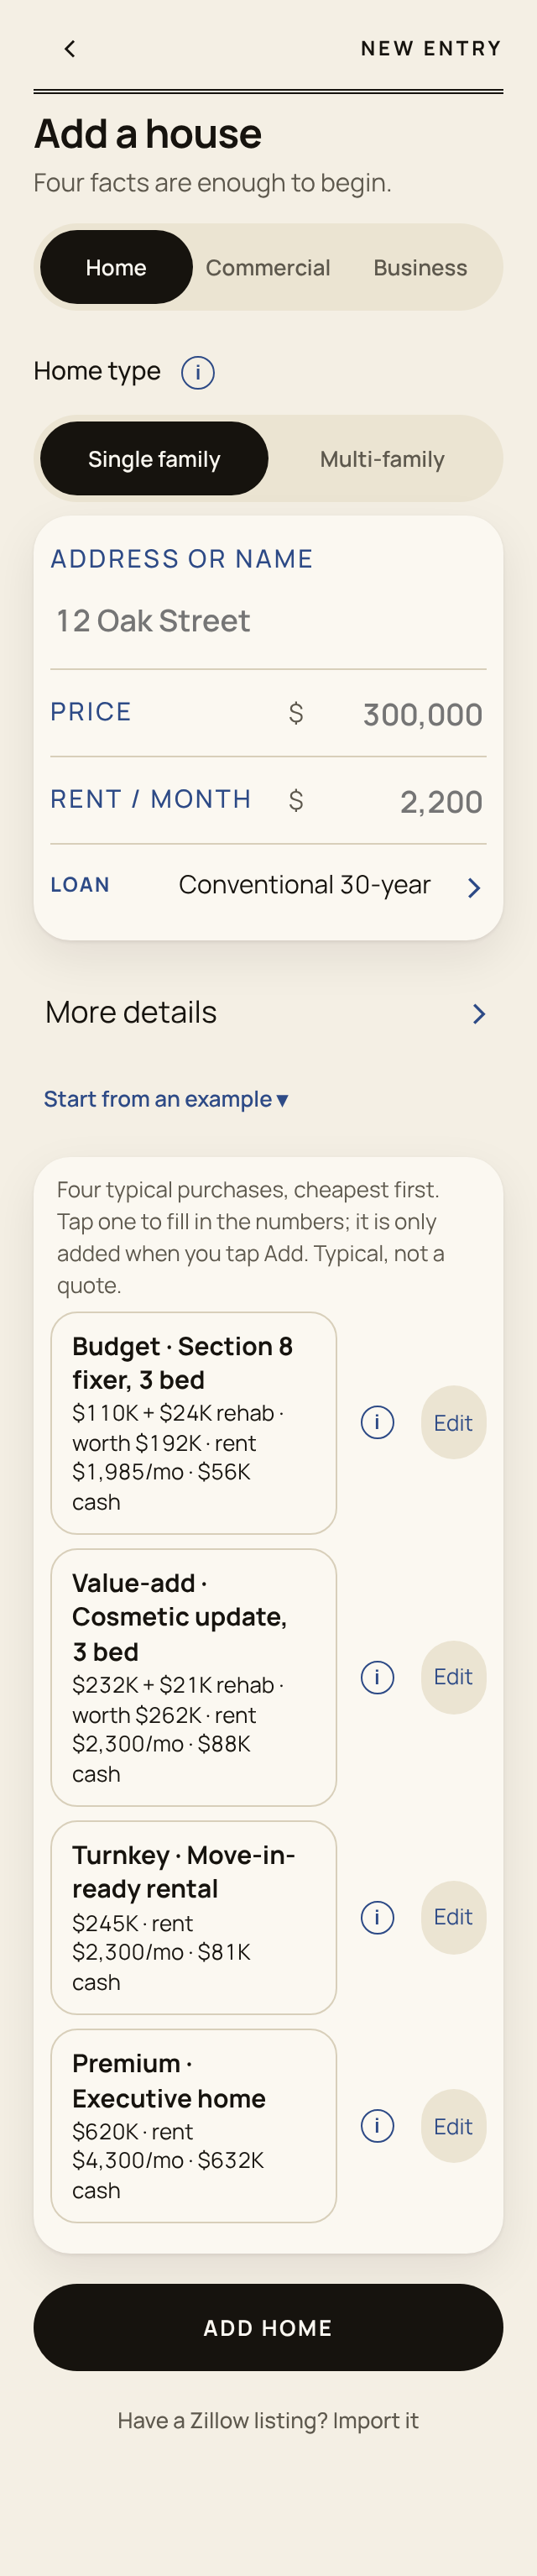 NEW ENTRY
Add a house
Four facts are enough to begin.
Home Commercial Business
Home type i
Single family Multi-family
ADDRESS OR NAME
12 Oak Street
PRICE $ 300,000
RENT / MONTH $ 2,200
LOAN Conventional 30-year
More details
Start from an example ▾
Four typical purchases, cheapest first.
Tap one to fill in the numbers; it is only
added when you tap Add. Typical, not a
quote.
Budget · Section 8
fixer, 3 bed
$110K + $24K rehab ·
worth $192K · rent
$1,985/mo · $56K
cash
i Edit
Value-add ·
Cosmetic update,
3 bed
$232K + $21K rehab ·
worth $262K · rent
$2,300/mo · $88K
cash
i Edit
Turnkey · Move-in-
ready rental
$245K · rent
$2,300/mo · $81K
cash
i Edit
Premium ·
Executive home
$620K · rent
$4,300/mo · $632K
cash
i Edit
ADD HOME
Have a Zillow listing? Import it